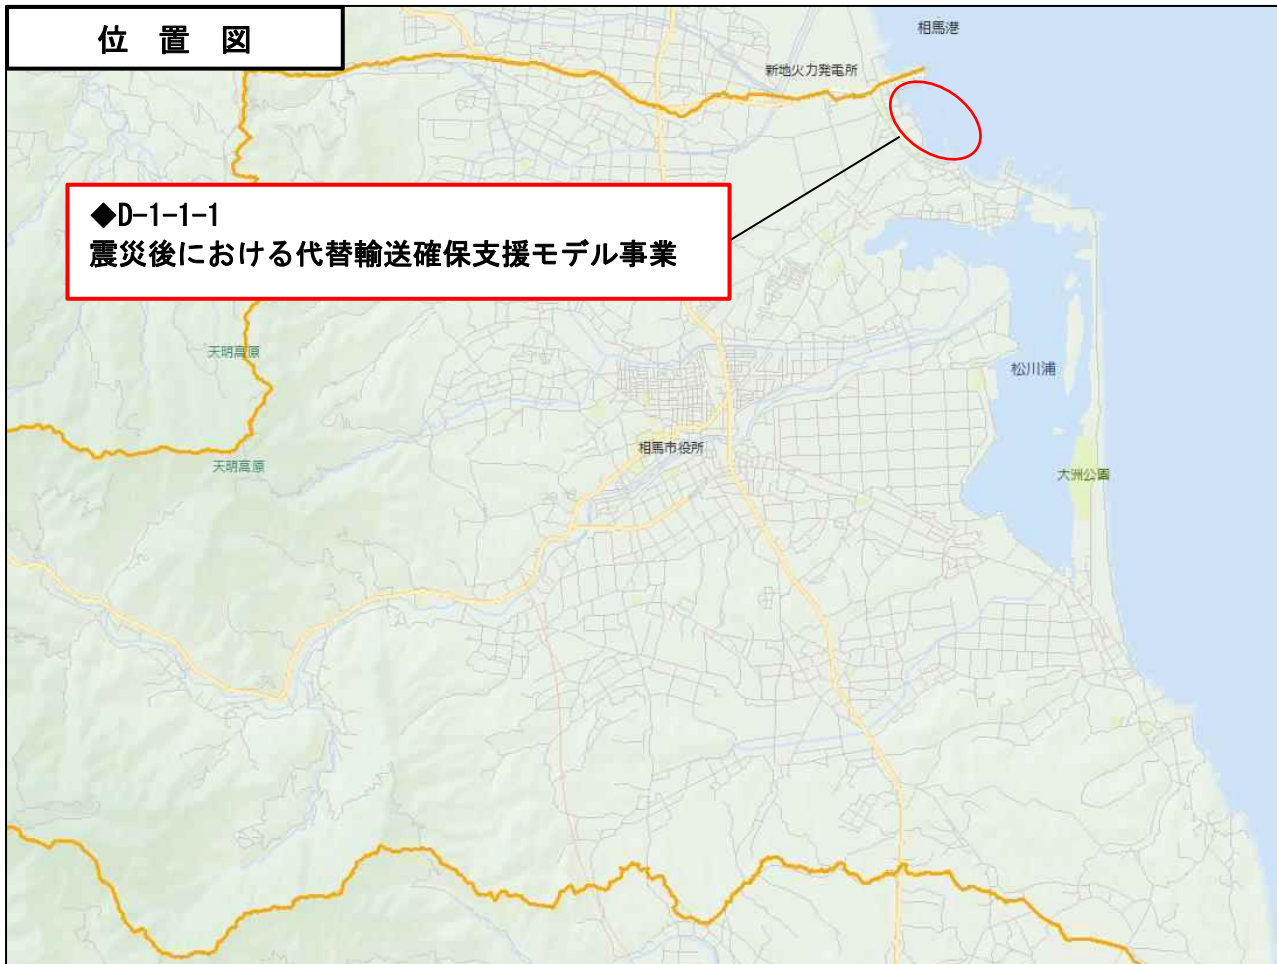 位置図
相馬港
新地火力発電所
◆D-1-1-1
震災後における代替輸送確保支援モデル事業
天明高原
松川浦
相馬市役所
天明高原
大洲公園